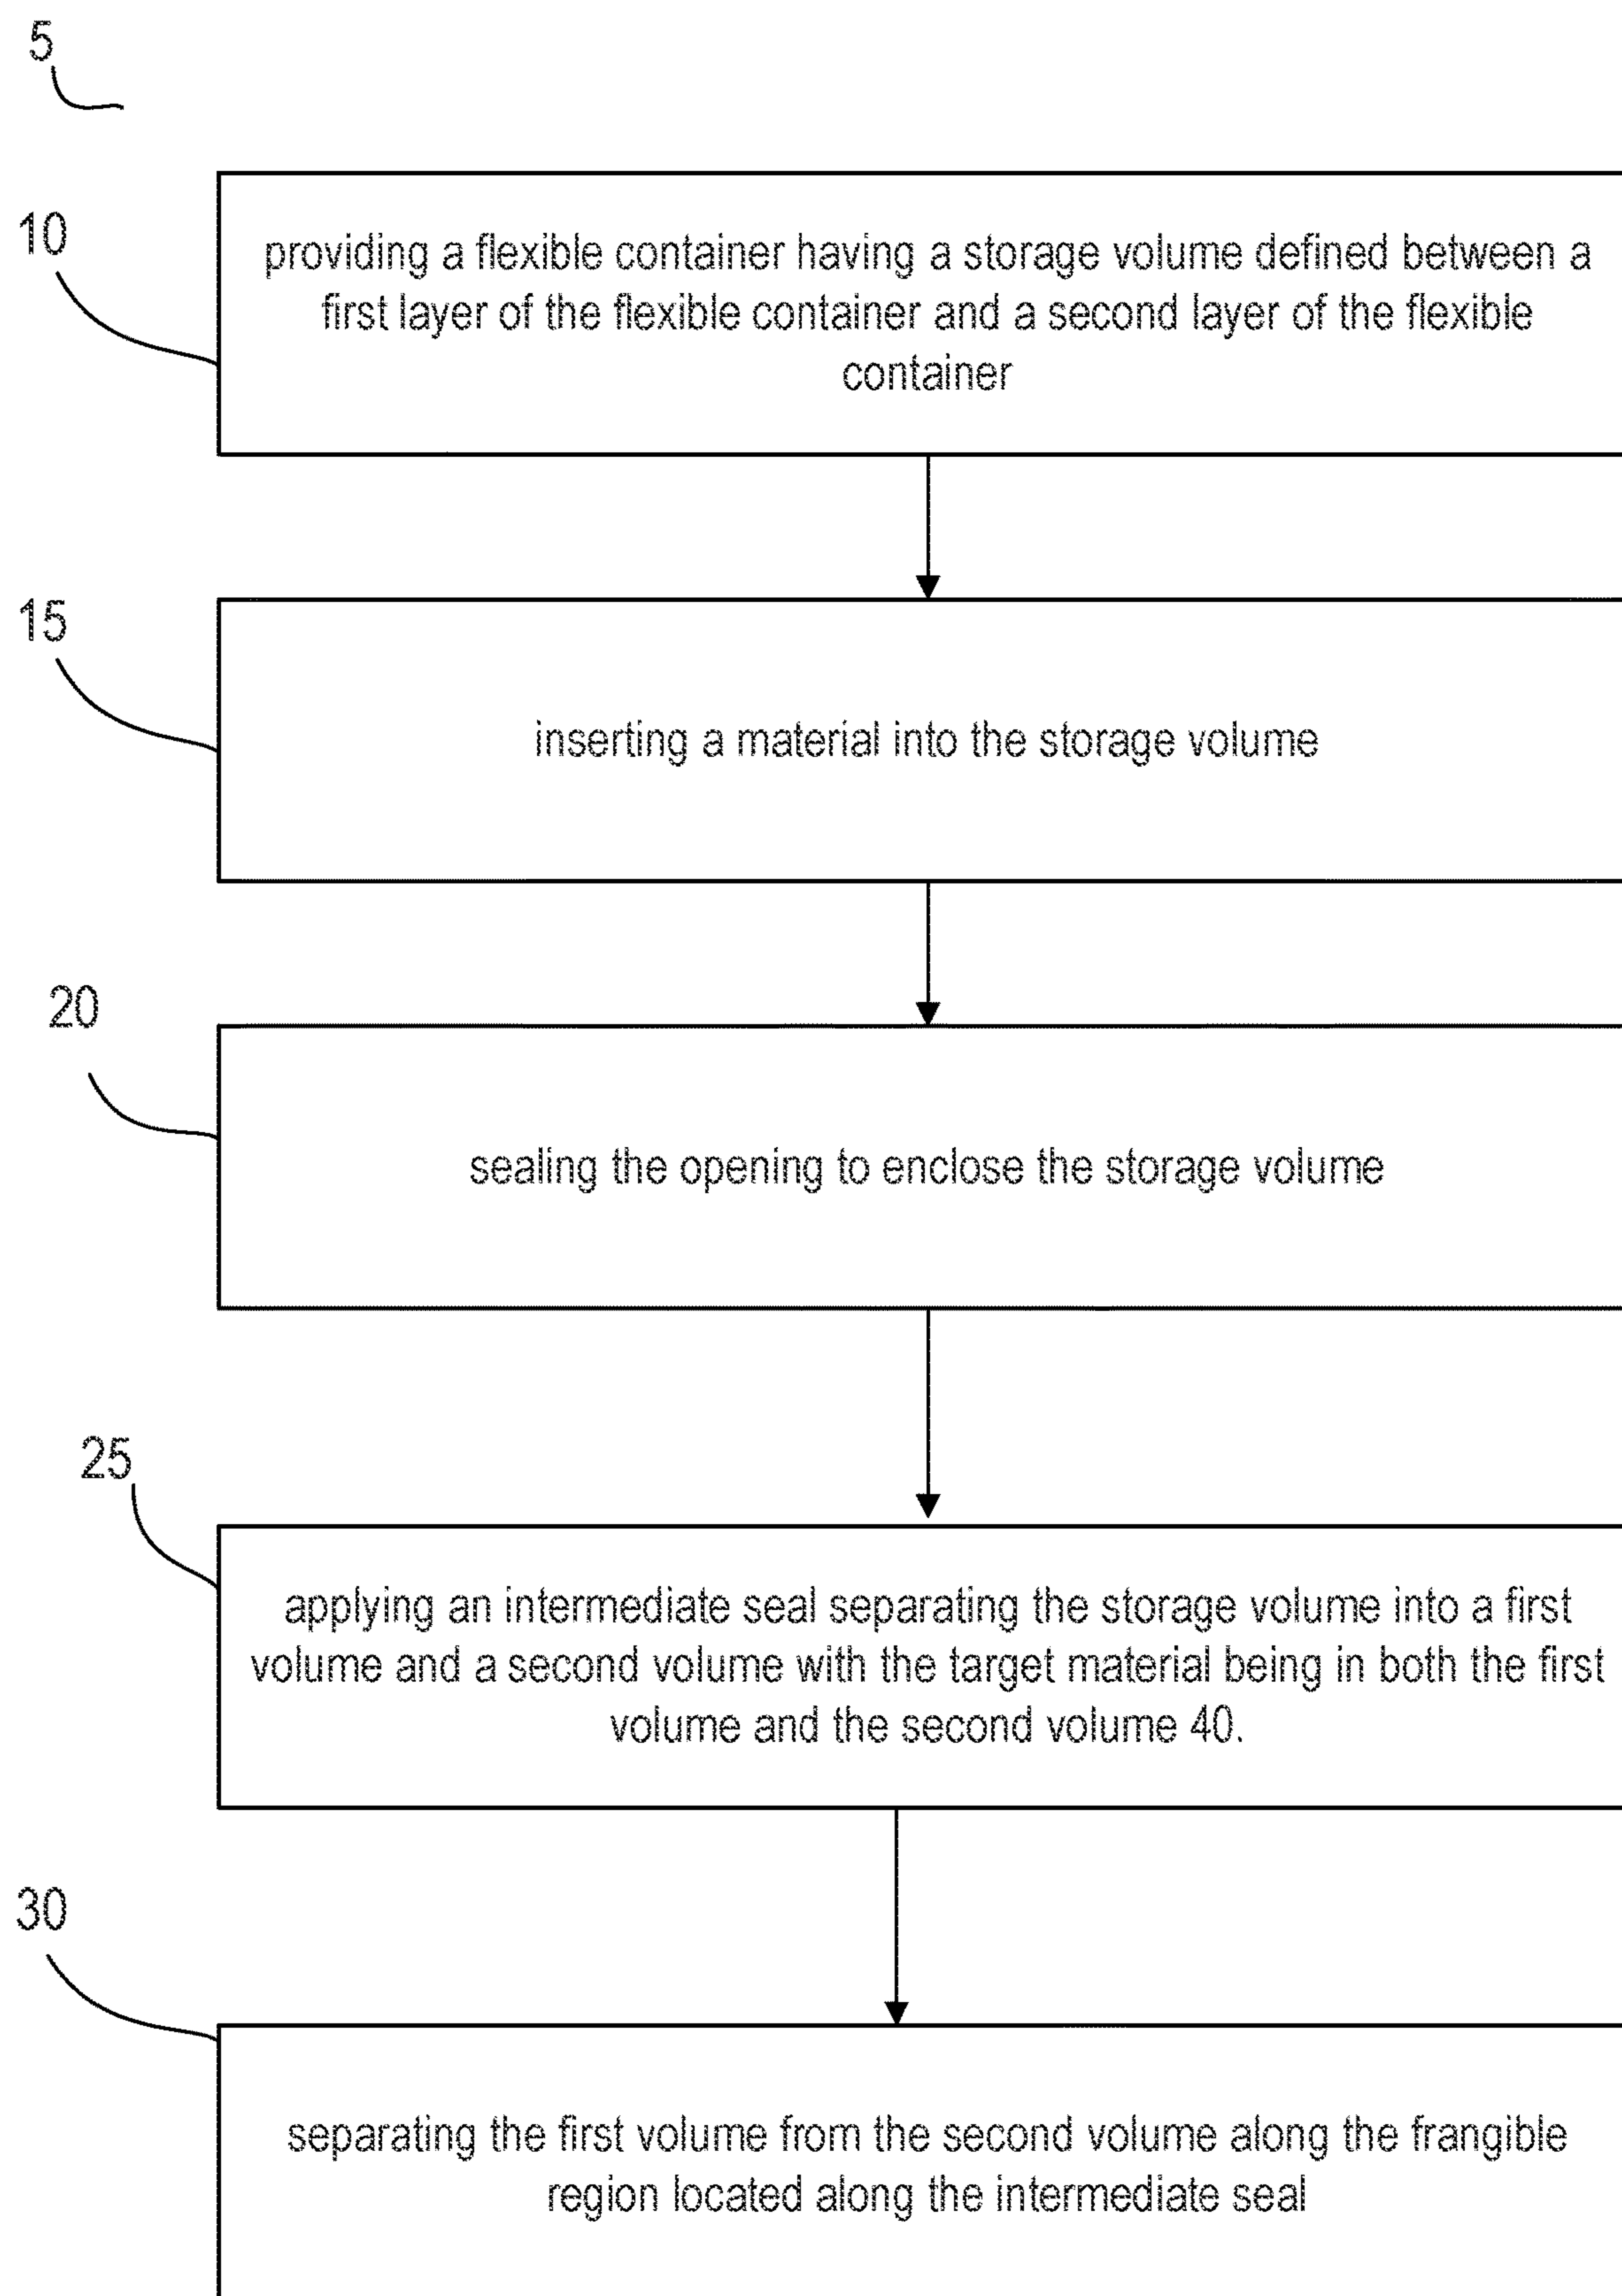 5
10
providing a flexible container having a storage volume defined between a
first layer of the flexible container and a second layer of the flexible
container
15
inserting a material into the storage volume
20
sealing the opening to enclose the storage volume
25
applying an intermediate seal separating the storage volume into a first
volume and a second volume with the target material being in both the first
volume and the second volume 40.
30
separating the first volume from the second volume along the frangible
region located along the intermediate seal